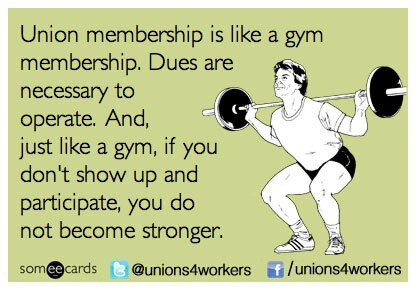 Union membership is like a gym
membership. Dues are
necessary to
operate. And,
just like a gym, if you
don't show up and
participate, you do
not become stronger.
someecards @unions4workers f /unions4workers